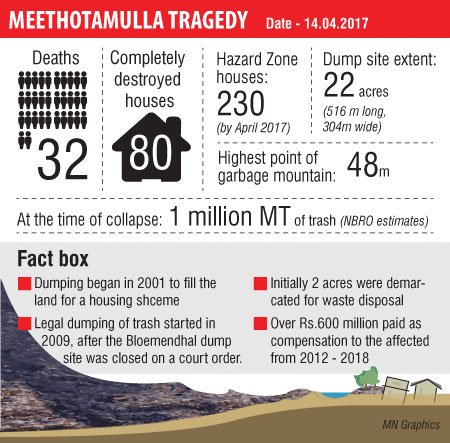 MEETHOTAMULLA TRAGEDY Date - 14.04.2017
Deaths
32
Completely
destroyed
houses
80
Hazard Zone
houses:
230
(by April 2017)
Dump site extent:
22 acres
(516 m long,
304m wide)
Highest point of
garbage mountain: 48m
At the time of collapse: 1 million MT of trash (NBRO estimates)
Fact box
Dumping began in 2001 to fill the
land for a housing shceme
Legal dumping of trash started in
2009, after the Bloemendhal dump
site was closed on a court order.
Initially 2 acres were demar-
cated for waste disposal
Over Rs.600 million paid as
compensation to the affected
from 2012 - 2018
MN Graphics